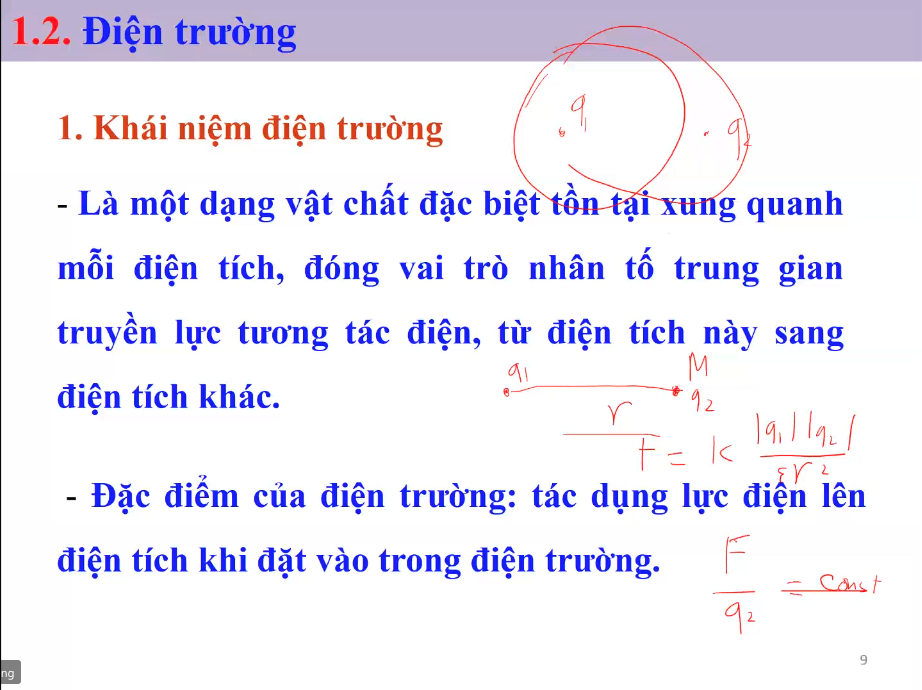 1.2. Điện trường
q1
q2
1. Khái niệm điện trường
- Là một dạng vật chất đặc biệt tồn tại xung quanh
mỗi điện tích, đóng vai trò nhân tố trung gian
truyền lực tương tác điện, từ điện tích này sang
điện tích khác.
q1
M
q2
r
F = k |q1||q2| / εr2
- Đặc điểm của điện trường: tác dụng lực điện lên
điện tích khi đặt vào trong điện trường.
F / q2 = const
9
ng